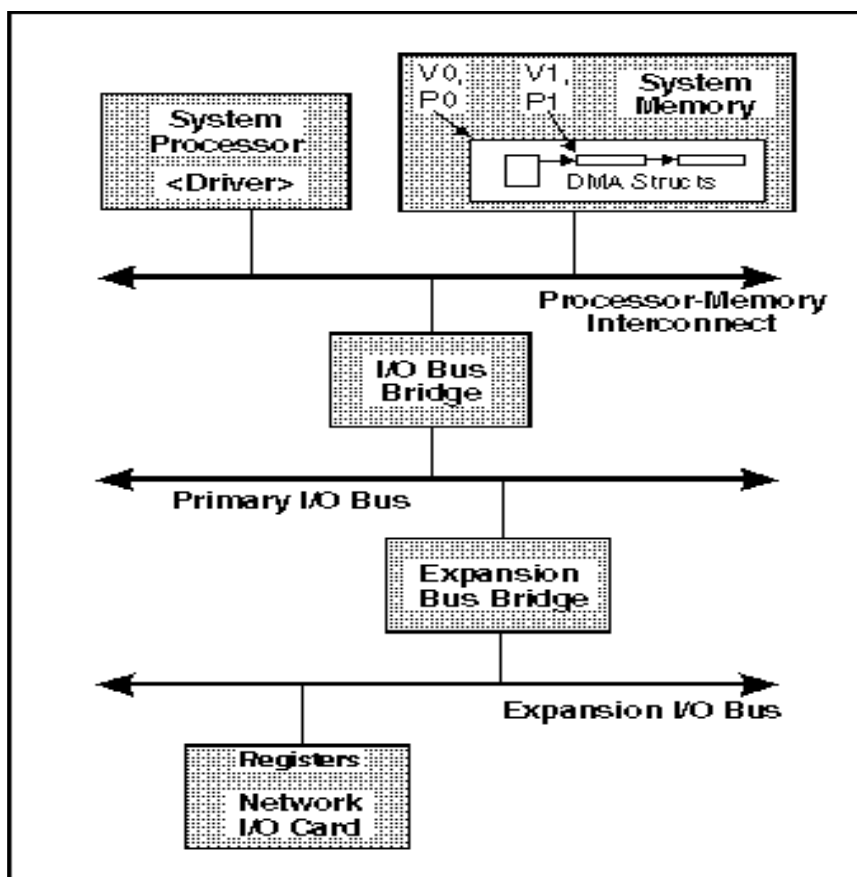 V0,
P0
V1,
P1
System
Memory
System
Processor
<Driver>
DMA Structs
Processor-Memory
Interconnect
I/O Bus
Bridge
Primary I/O Bus
Expansion
Bus Bridge
Expansion I/O Bus
Registers
Network
I/O Card